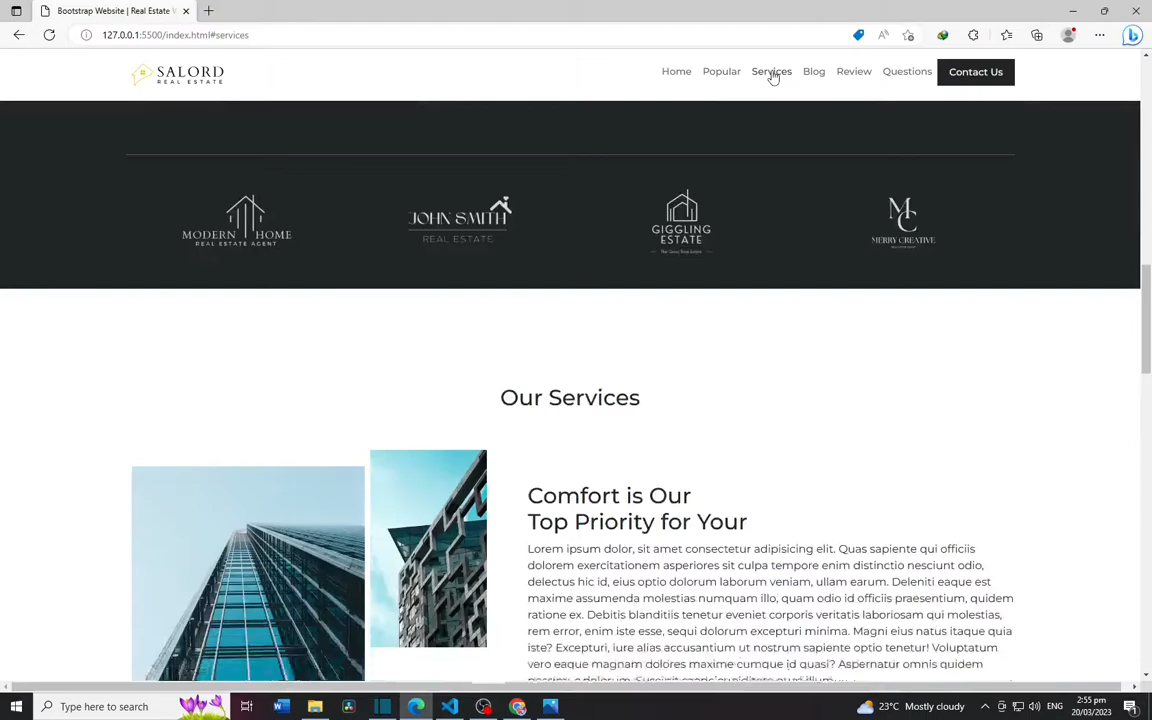 Bootstrap Website | Real Estate W
127.0.0.1:5500/index.html#services
SALORD
REAL ESTATE
Home
Popular
Services
Blog
Review
Questions
Contact Us
MODERN HOME
REAL ESTATE AGENT
JOHN SMITH
REAL ESTATE
GIGGLING
ESTATE
MC
MERRY CREATIVE
Our Services
Comfort is Our
Top Priority for Your
Lorem ipsum dolor, sit amet consectetur adipisicing elit. Quas sapiente qui officiis
dolorem exercitationem asperiores sit culpa tempore enim distinctio nesciunt odio,
delectus hic id, eius optio dolorum laborum veniam, ullam earum. Deleniti eaque est
maxime assumenda molestias numquam illo, quam odio id officiis praesentium, quidem
ratione ex. Debitis blanditiis tenetur eveniet corporis veritatis laboriosam qui molestias,
rem error, enim iste esse, sequi dolorum excepturi minima. Magni eius natus itaque quia
iste? Excepturi, iure alias accusantium ut nostrum sapiente optio tenetur! Voluptatum
vero eaque magnam dolores maxime cumque id quasi? Aspernatur omnis quidem
Type here to search
23°C Mostly cloudy
ENG
2:55 pm
20/03/2023